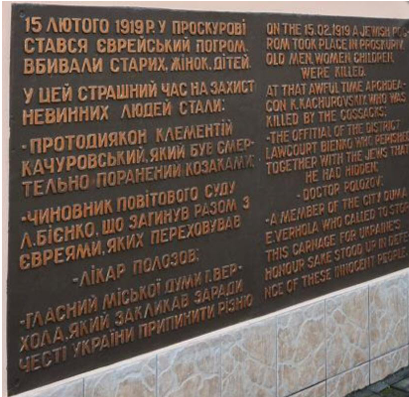 15 ЛЮТОГО 1919 Р. У ПРОСКУРОВІ
СТАВСЯ ЄВРЕЙСЬКИЙ ПОГРОМ.
ВБИВАЛИ СТАРИХ, ЖІНОК, ДІТЕЙ.
У ЦЕЙ СТРАШНИЙ ЧАС НА ЗАХИСТ
НЕВИННИХ ЛЮДЕЙ СТАЛИ:
-ПРОТОДИЯКОН КЛЕМЕНТІЙ
КАЧУРОВСЬКИЙ, ЯКИЙ БУВ СМЕР-
ТЕЛЬНО ПОРАНЕНИЙ КОЗАКАМИ
-ЧИНОВНИК ПОВІТОВОГО СУДУ
Л.БІЄНКО, ЩО ЗАГИНУВ РАЗОМ З
ЄВРЕЯМИ, ЯКИХ ПЕРЕХОВУВАВ
-ЛІКАР ПОЛОЗОВ;
-ГЛАСНИЙ МІСЬКОЇ ДУМИ Г. ВЕР-
ХОЛА, ЯКИЙ ЗАКЛИКАВ ЗАРАДИ
ЧЕСТІ УКРАЇНИ ПРИПИНИТИ РІЗНЮ
ON THE 15.02.1919 A JEWISH POG-
ROM TOOK PLACE IN PROSKURIV.
OLD MEN, WOMEN, CHILDREN,
WERE KILLED.
AT THAT AWFUL TIME ARCHDEA-
CON K.KACHUROVSKIY, WHO WAS
KILLED BY THE COSSACKS;
-THE OFFITIAL OF THE DISTRICT
LAWCOURT BIENKO WHO PERISHED
TOGETHER WITH THE JEWS THAT
HE HAD HIDDEN;
- DOCTOR POLOZOV;
-A MEMBER OF THE CITY DUMA
E.VERHOLA WHO CALLED TO STOP
THIS CARNAGE FOR UKRAINE'S
HONOUR SAKE STOOD UP IN DEFE-
NCE OF THESE INNOCENT PEOPLE